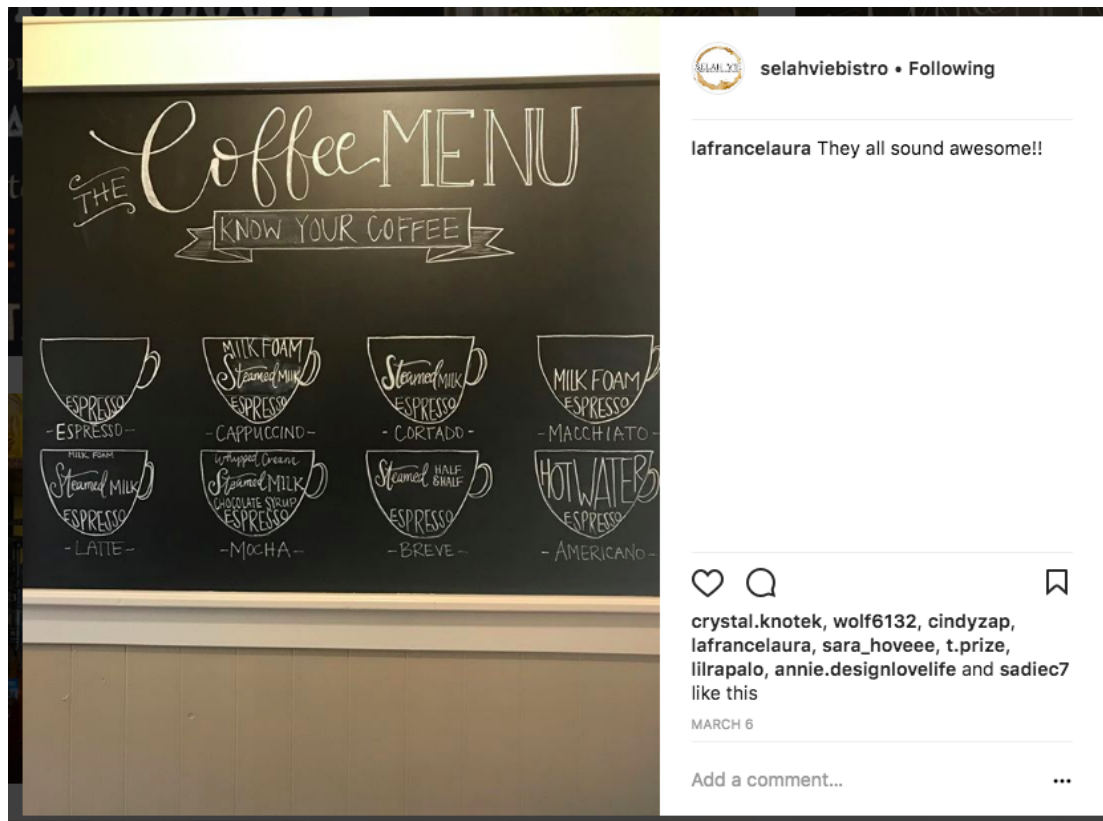 THE Coffee MENU
KNOW YOUR COFFEE
ESPRESSO
-ESPRESSO-
MILK FOAM
Steamed MILK
ESPRESSO
-CAPPUCCINO-
Steamed MILK
ESPRESSO
-CORTADO-
MILK FOAM
ESPRESSO
-MACCHIATO-
MILK FOAM
Steamed MILK
ESPRESSO
-LATTE-
Whipped Cream
Steamed MILK
CHOCOLATE SYRUP
ESPRESSO
-MOCHA-
Steamed HALF & HALF
ESPRESSO
-BREVE-
HOT WATER
ESPRESSO
-AMERICANO-
SELAH VIE
selahviebistro • Following
lafrancelaura They all sound awesome!!
crystal.knotek, wolf6132, cindyzap,
lafrancelaura, sara_hoveee, t.prize,
lilrapalo, annie.designlovelife and sadiec7
like this
MARCH 6
Add a comment...